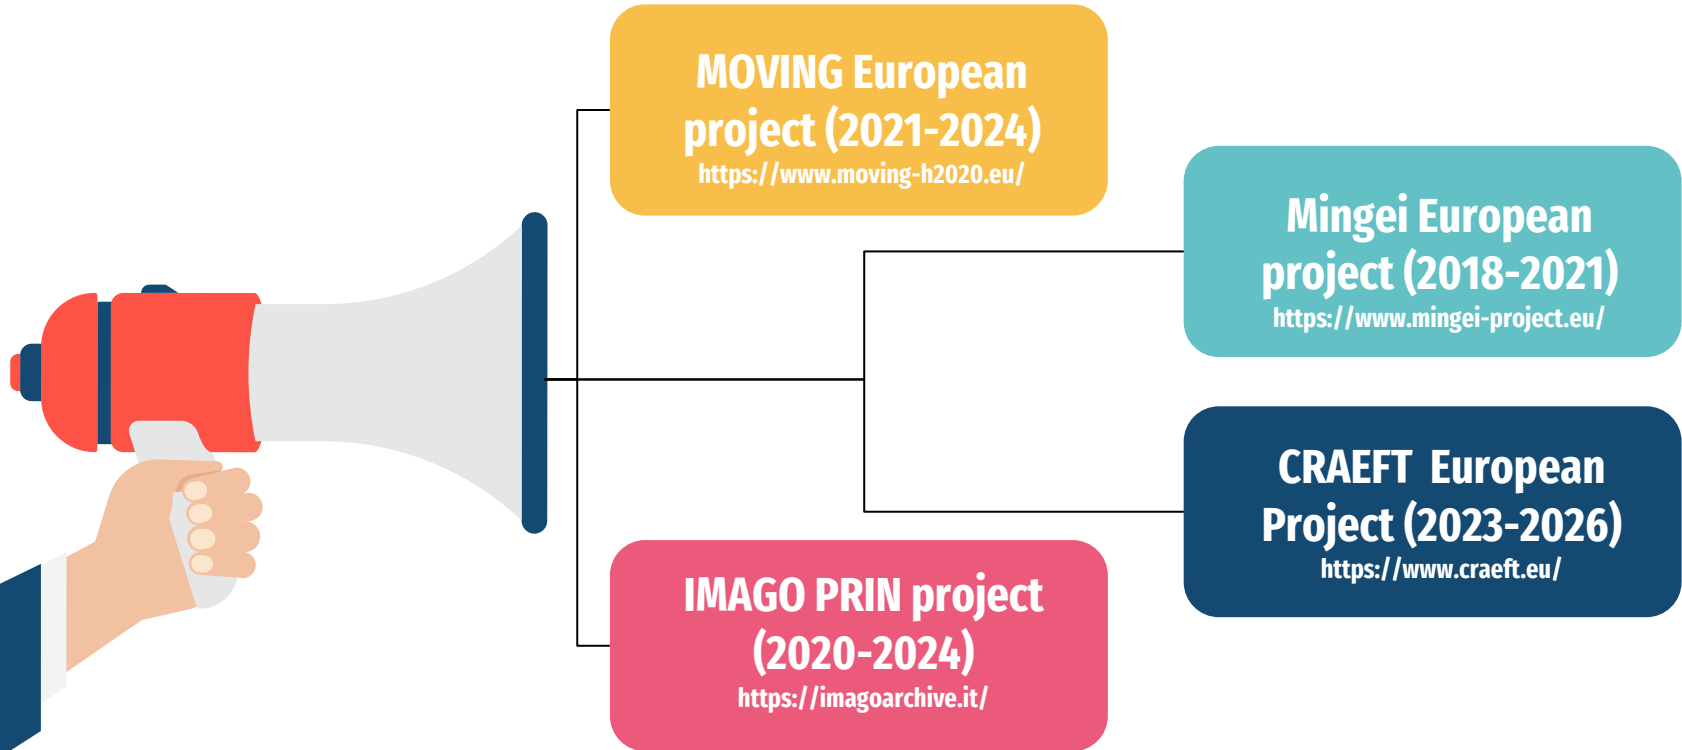 MOVING European
project (2021-2024)
https://www.moving-h2020.eu/
Mingei European
project (2018-2021)
https://www.mingei-project.eu/
CRAEFT  European
Project (2023-2026)
https://www.craeft.eu/
IMAGO PRIN project
(2020-2024)
https://imagoarchive.it/